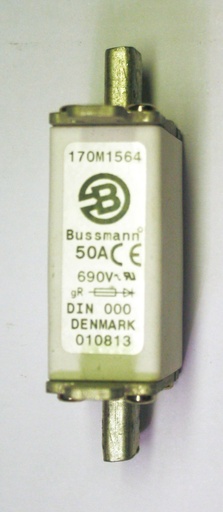 170M1564
B
Bussmann®
50A CE
690V~
gR
DIN 000
DENMARK
010813